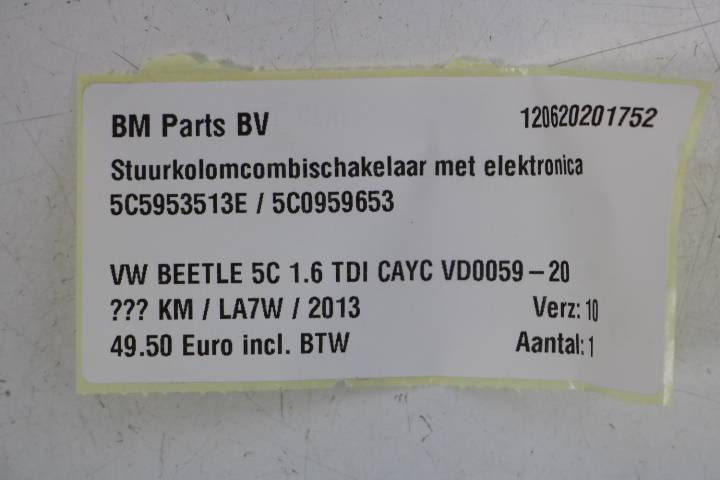 BM Parts BV 120620201752
Stuurkolomcombischakelaar met elektronica
5C5953513E / 5C0959653
VW BEETLE 5C 1.6 TDI CAYC VD0059-20
??? KM / LA7W / 2013 Verz: 10
49.50 Euro incl. BTW Aantal: 1